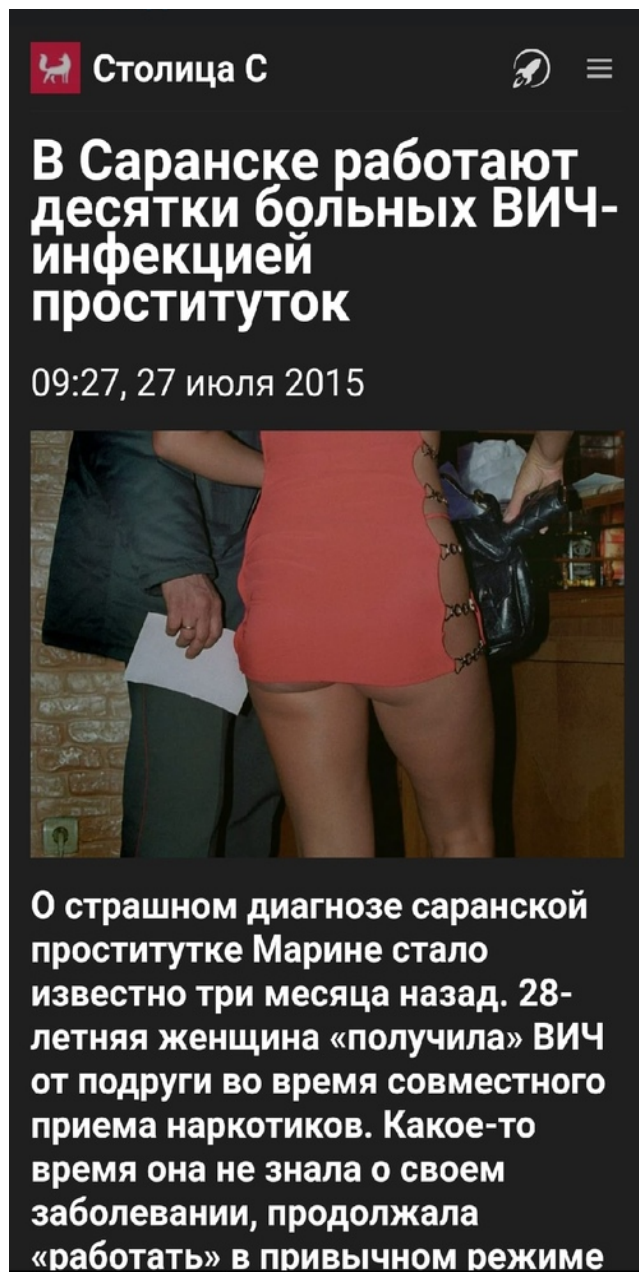 Столица С
В Саранске работают
десятки больных ВИЧ-
инфекцией
проституток
09:27, 27 июля 2015
О страшном диагнозе саранской
проститутке Марине стало
известно три месяца назад. 28-
летняя женщина «получила» ВИЧ
от подруги во время совместного
приема наркотиков. Какое-то
время она не знала о своем
заболевании, продолжала
«работать» в привычном режиме